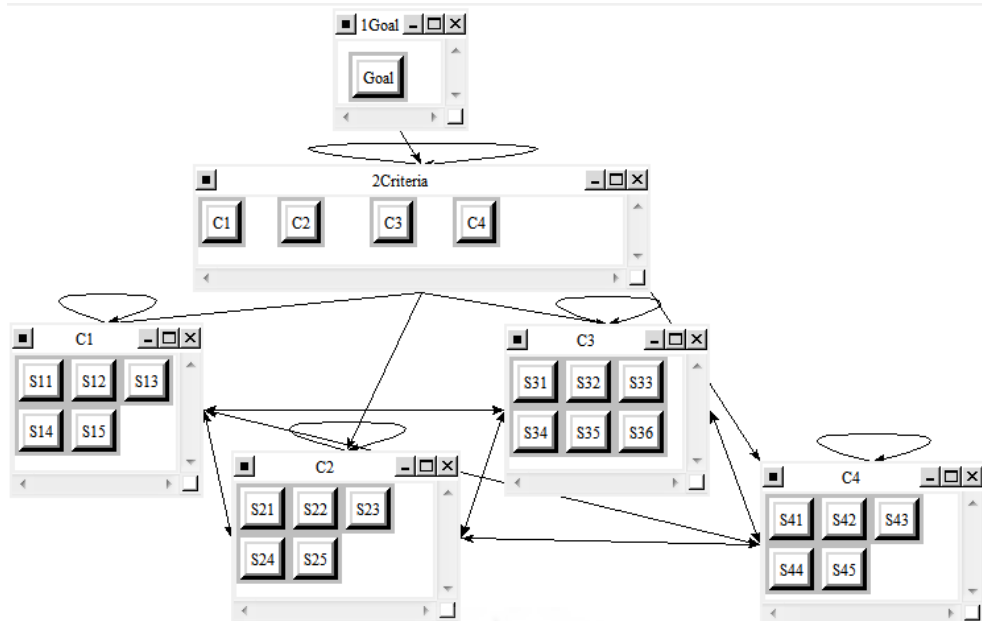 1Goal
Goal
2Criteria
C1 C2 C3 C4
C1
S11 S12 S13
S14 S15
C3
S31 S32 S33
S34 S35 S36
C2
S21 S22 S23
S24 S25
C4
S41 S42 S43
S44 S45